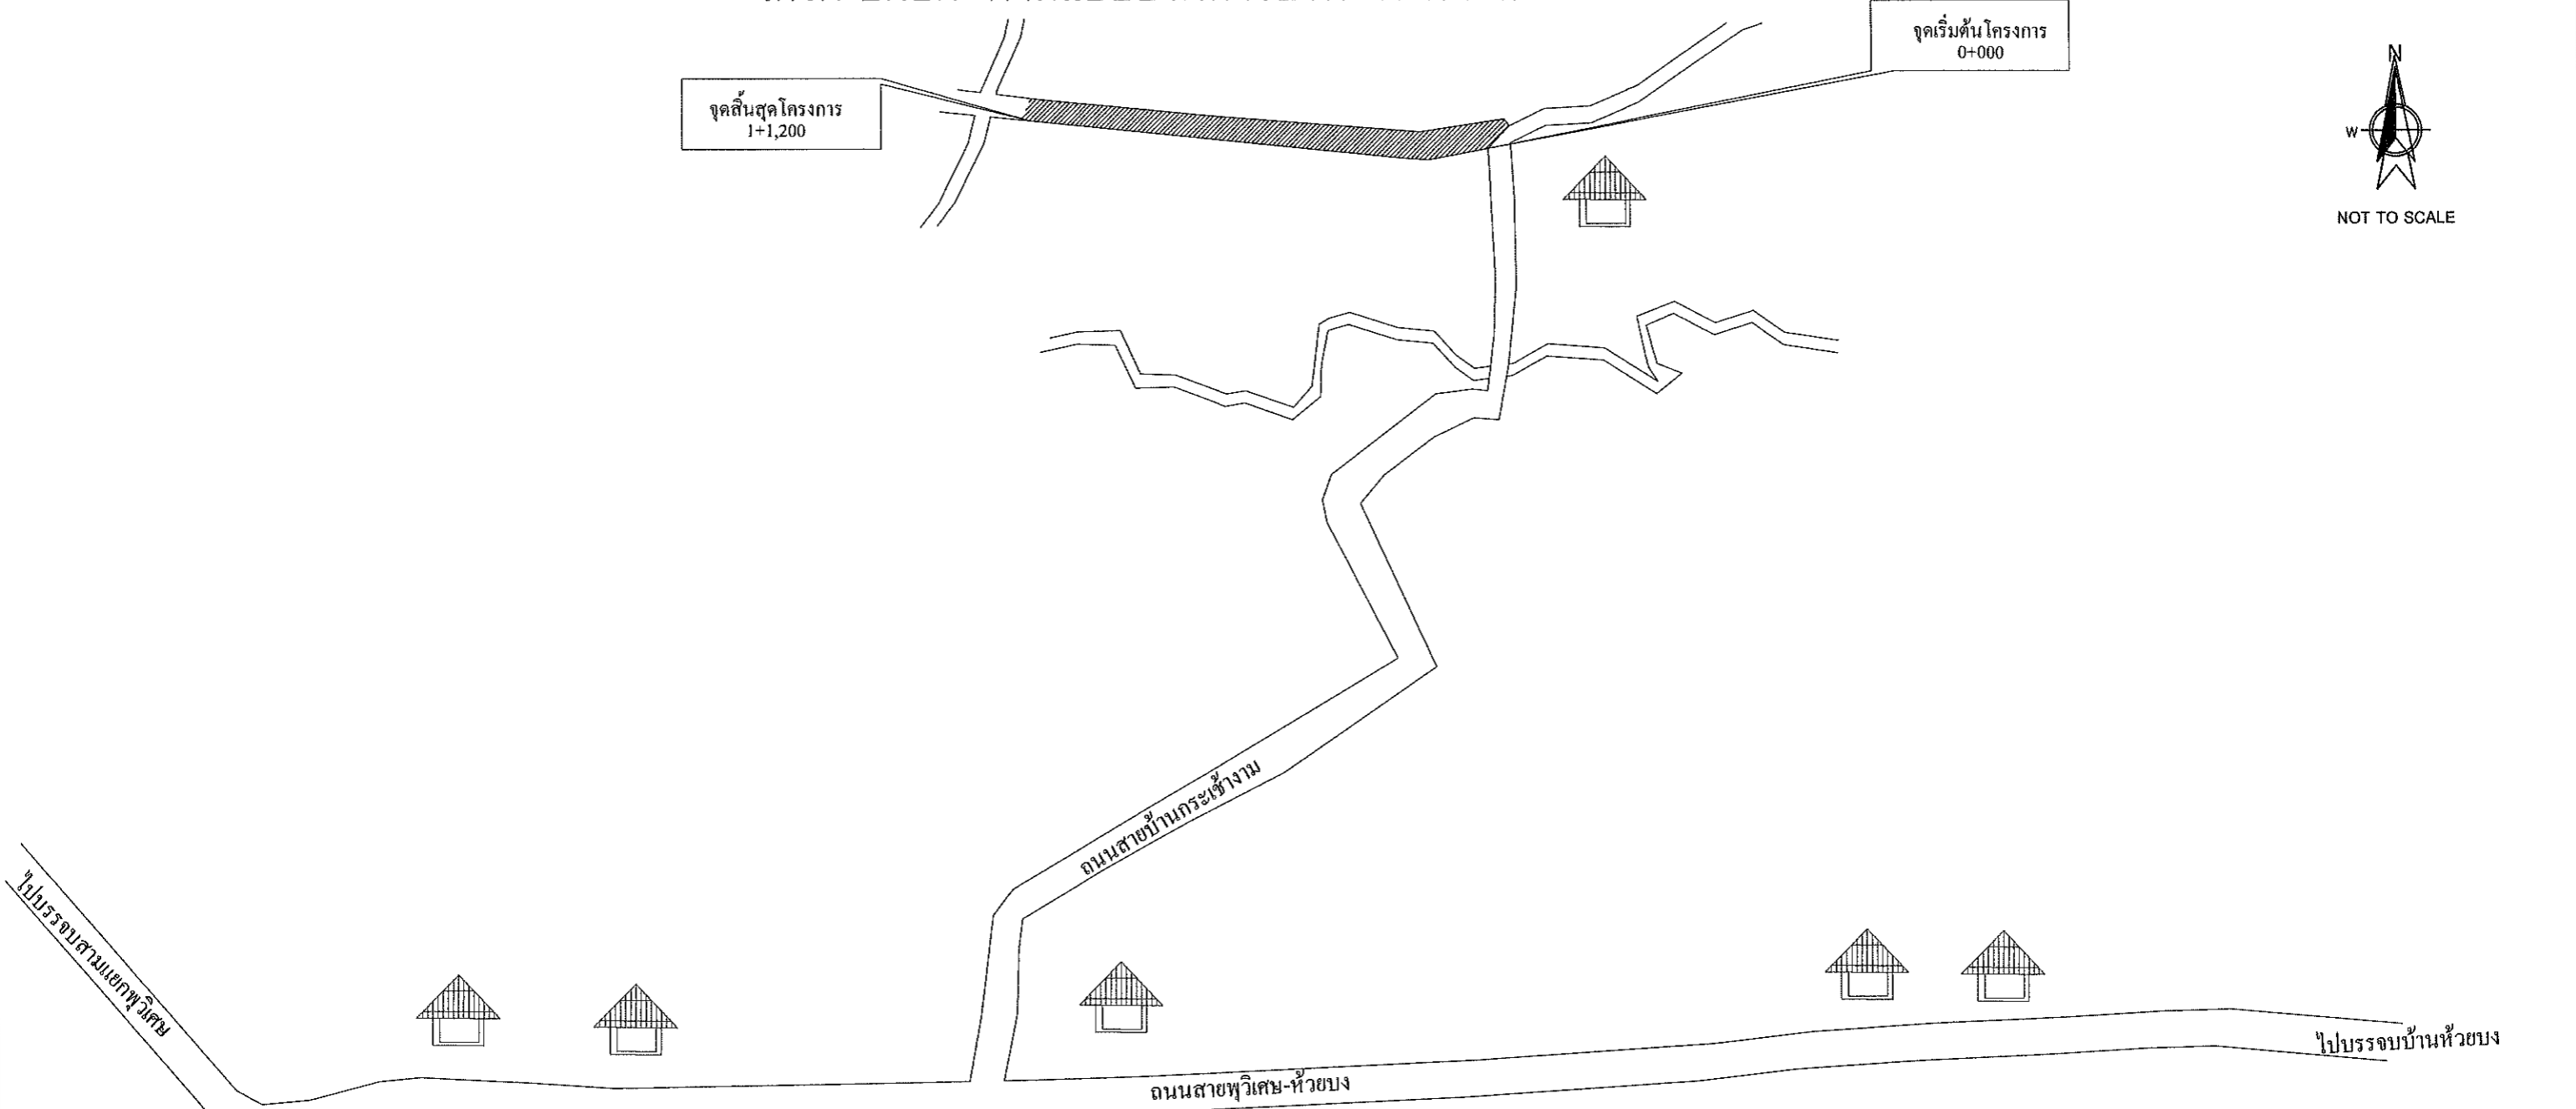 จุดเริ่มต้นโครงการ
0+000
จุดสิ้นสุดโครงการ
1+1,200
N
W
NOT TO SCALE
ถนนสายบ้านกระเช้างาม
ไปบรรจบสามแยกพุวิเศษ
ไปบรรจบบ้านห้วยบง
ถนนสายพุวิเศษ-ห้วยบง